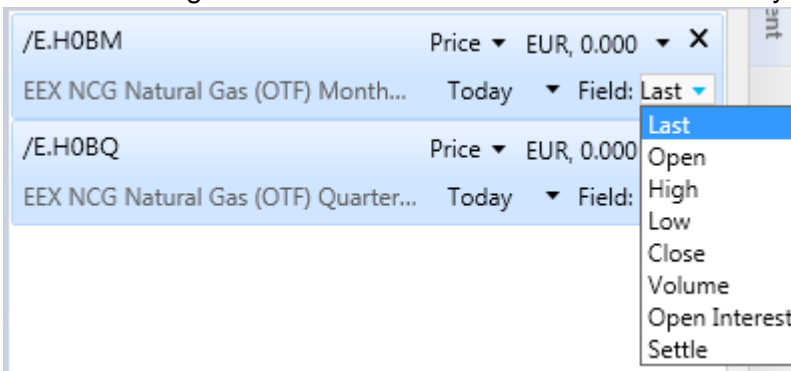 /E.H0BM Price EUR, 0.000 X
EEX NCG Natural Gas (OTF) Month... Today Field: Last
/E.H0BQ Price EUR, 0.000
EEX NCG Natural Gas (OTF) Quarter... Today Field:
Last
Open
High
Low
Close
Volume
Open Interest
Settle